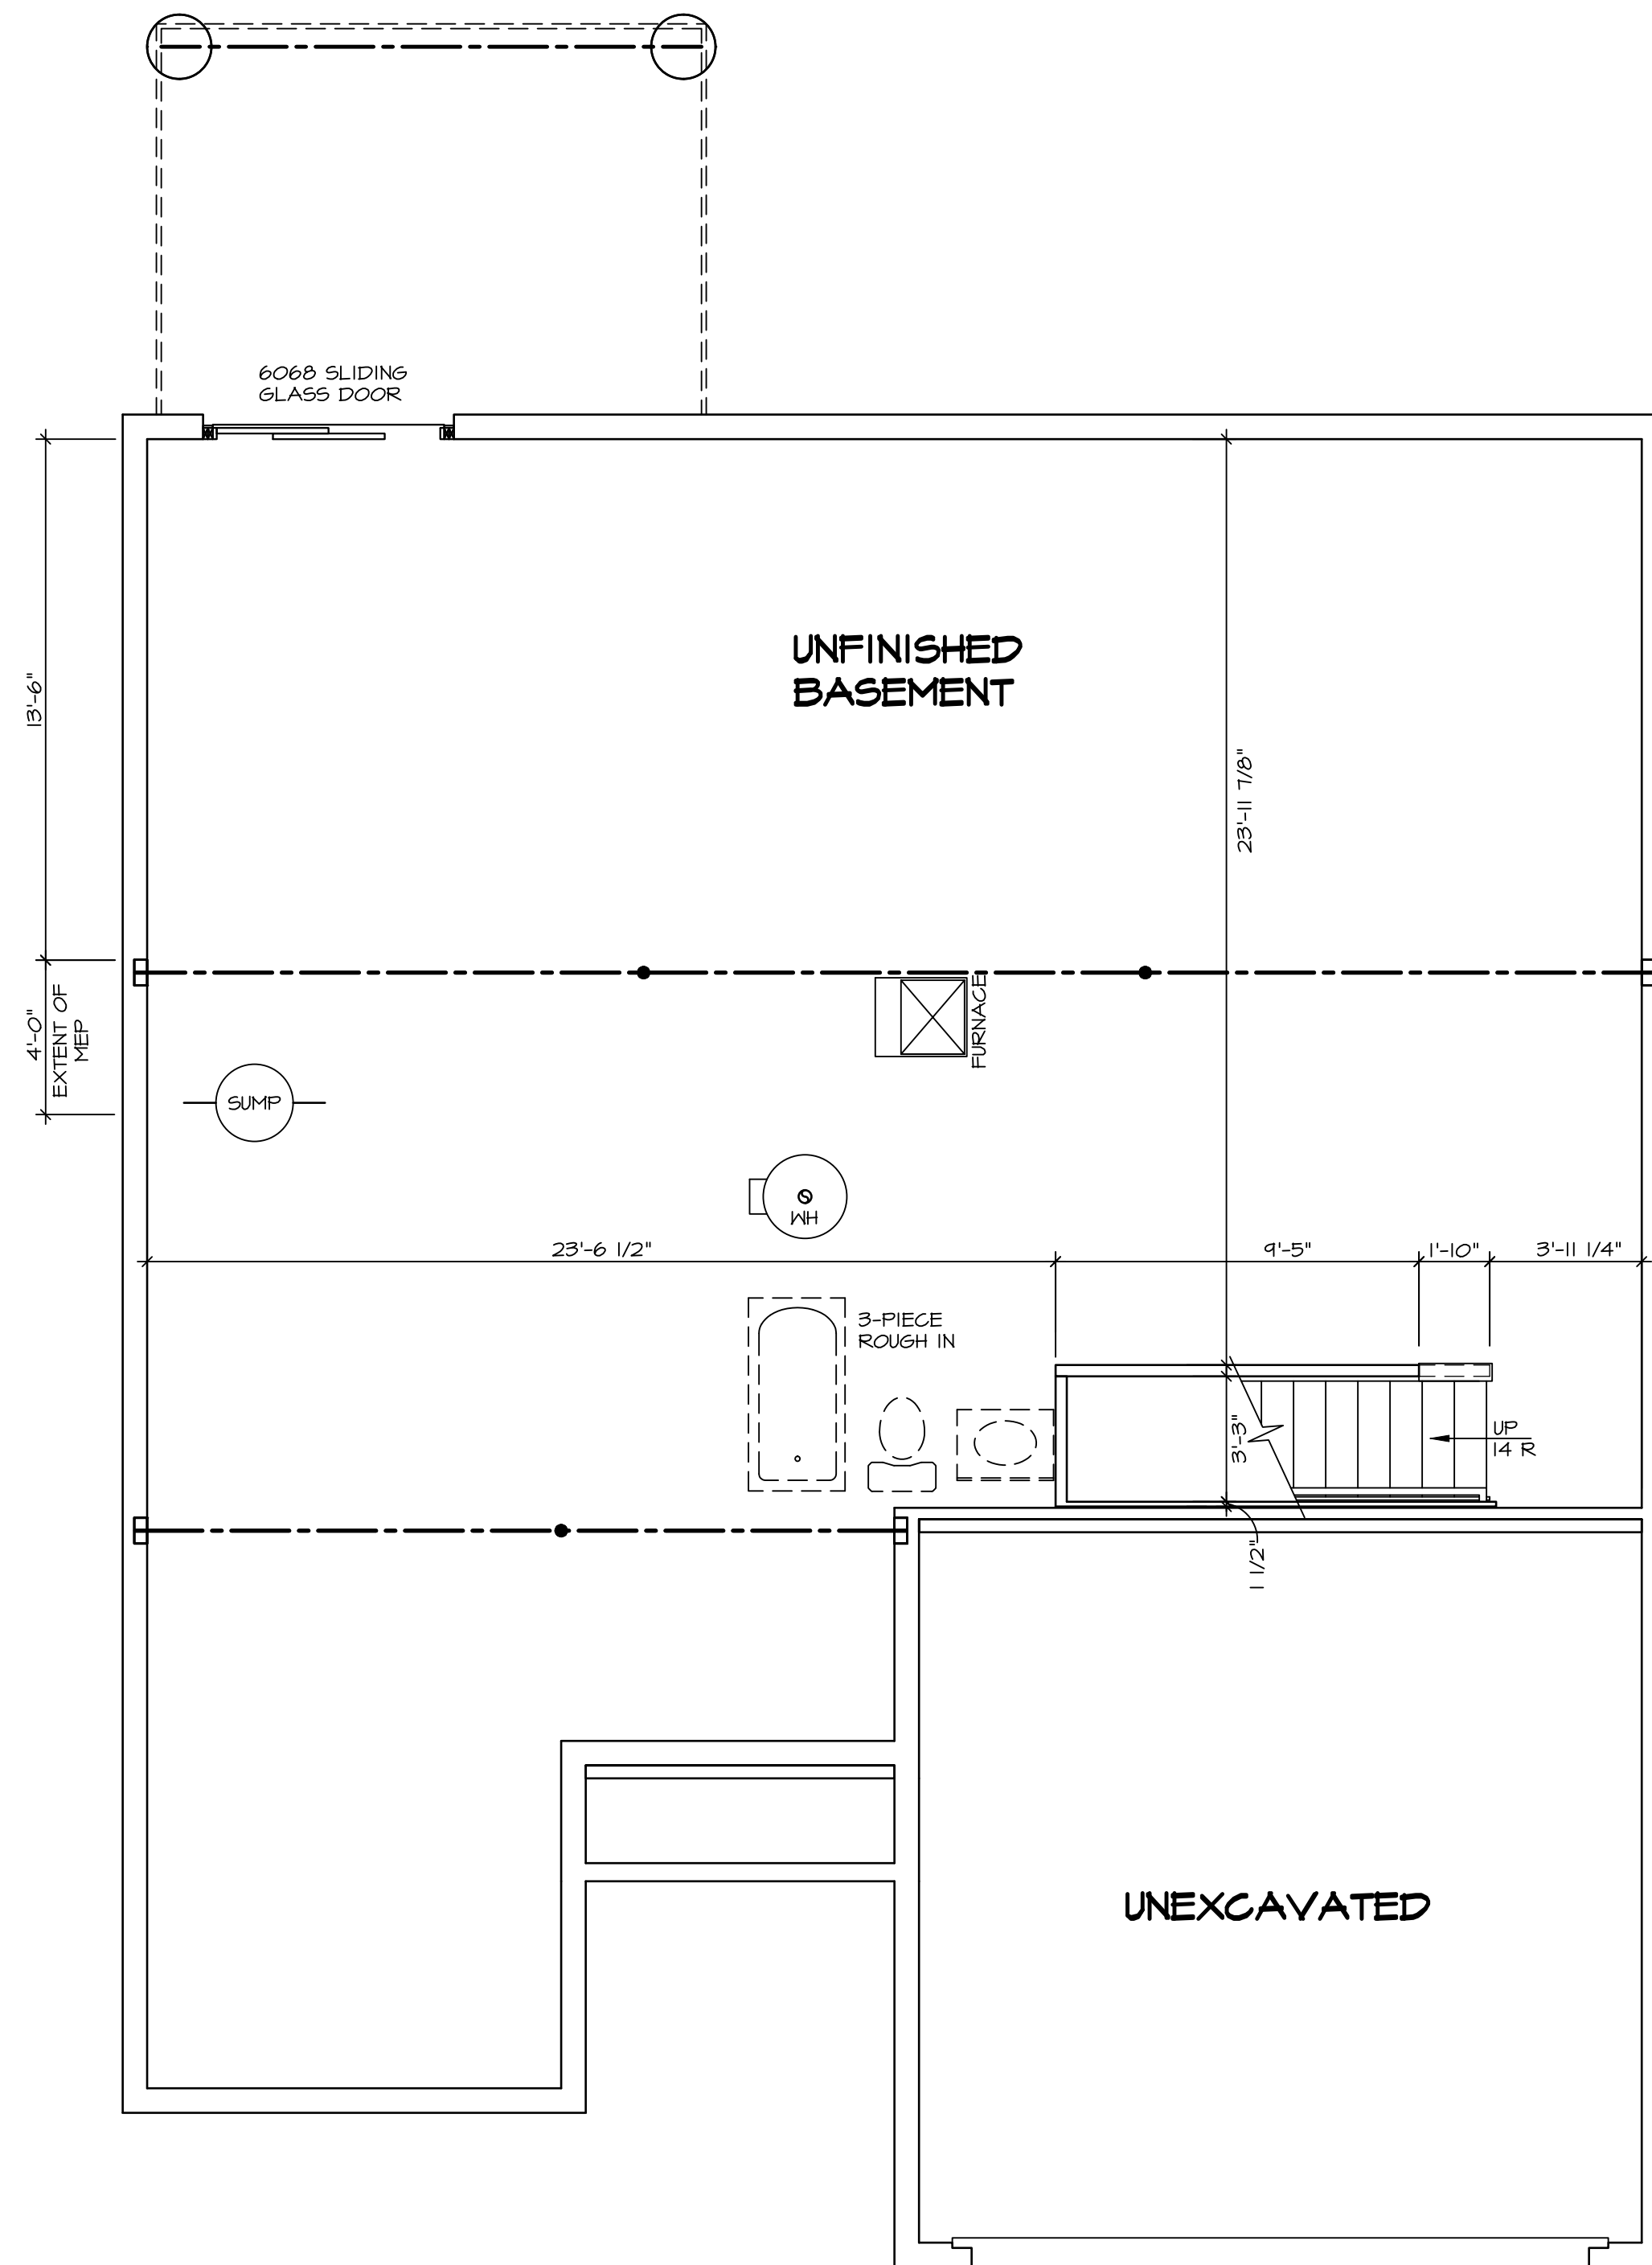 6068 SLIDING
GLASS DOOR
UNFINISHED
BASEMENT
13'-6"
23'-11 7/8"
4'-0"
EXTENT OF
MEP
FURNACE
SUMP
WH
23'-6 1/2"
9'-5"
1'-10"
3'-11 1/4"
3-PIECE
ROUGH IN
3'-3"
UP
14 R
1 1/2"
UNEXCAVATED